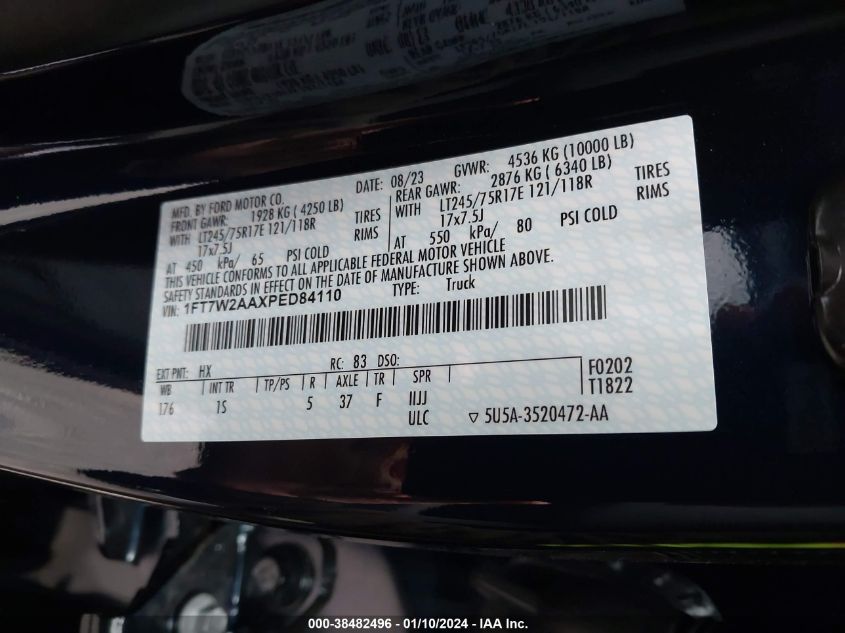 MFD. BY FORD MOTOR CO.
DATE: 08/23 GVWR: 4536 KG (10000 LB)
FRONT GAWR: 1928 KG ( 4250 LB)
REAR GAWR: 2876 KG ( 6340 LB)
WITH LT245/75R17E 121/118R TIRES
WITH LT245/75R17E 121/118R TIRES
17x7.5J RIMS
17x7.5J RIMS
AT 450 kPa/ 65 PSI COLD
AT 550 kPa/ 80 PSI COLD
THIS VEHICLE CONFORMS TO ALL APPLICABLE FEDERAL MOTOR VEHICLE
SAFETY STANDARDS IN EFFECT ON THE DATE OF MANUFACTURE SHOWN ABOVE.
VIN: 1FT7W2AAXPED84110 TYPE: Truck
EXT PNT: HX RC: 83 DSO:
WB INT TR TP/PS R AXLE TR SPR
176 1S 5 37 F IIJJ
ULC
F0202
T1822
5U5A-3520472-AA
000-38482496 - 01/10/2024 - IAA Inc.